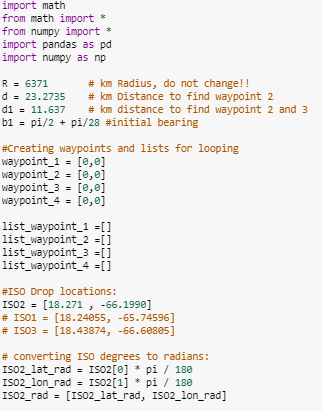 import math
from math import *
from numpy import *
import pandas as pd
import numpy as np
R = 6371 # km Radius, do not change!!
d = 23.2735 # km Distance to find waypoint 2
d1 = 11.637 # km distance to find waypoint 2 and 3
b1 = pi/2 + pi/28 #initial bearing
#Creating waypoints and lists for looping
waypoint_1 = [0,0]
waypoint_2 = [0,0]
waypoint_3 = [0,0]
waypoint_4 = [0,0]
list_waypoint_1 =[]
list_waypoint_2 =[]
list_waypoint_3 =[]
list_waypoint_4 =[]
#ISO Drop locations:
ISO2 = [18.271 , -66.1990]
# ISO1 = [18.24055, -65.74596]
# ISO3 = [18.43874, -66.60805]
# converting ISO degrees to radians:
ISO2_lat_rad = ISO2[0] * pi / 180
ISO2_lon_rad = ISO2[1] * pi / 180
ISO2_rad = [ISO2_lat_rad, ISO2_lon_rad]